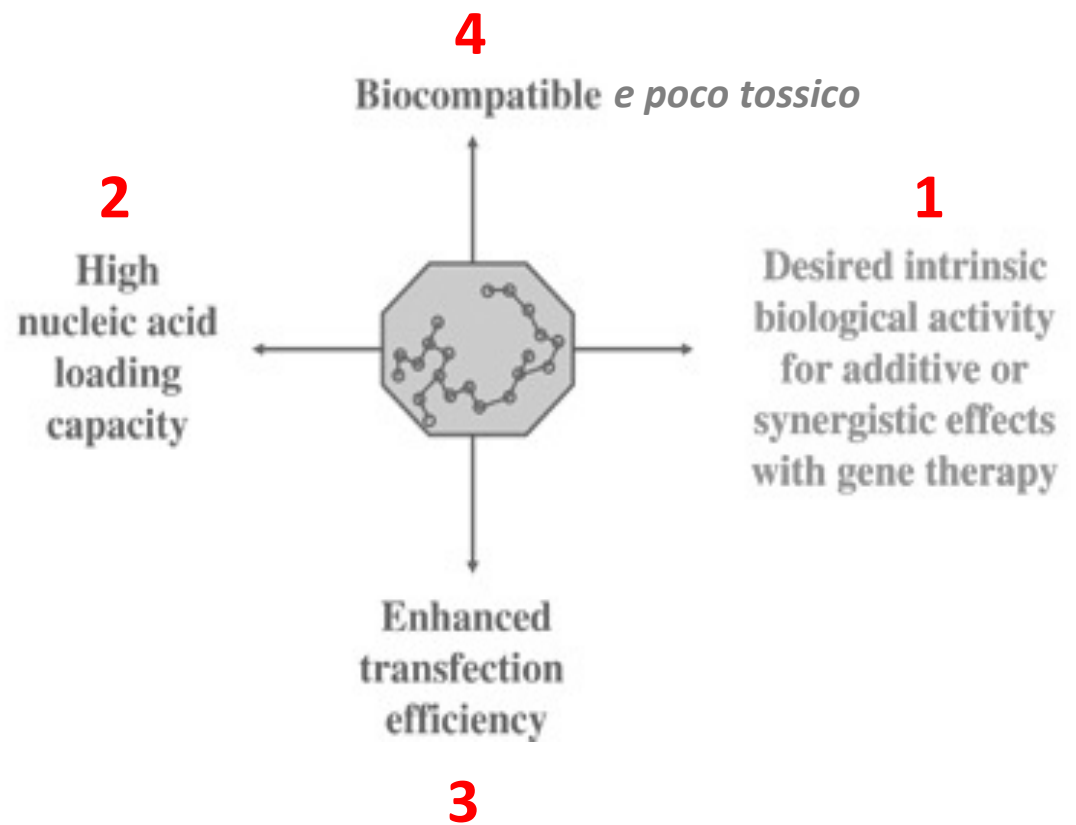 4
Biocompatible e poco tossico
2
High
nucleic acid
loading
capacity
1
Desired intrinsic
biological activity
for additive or
synergistic effects
with gene therapy
Enhanced
transfection
efficiency
3